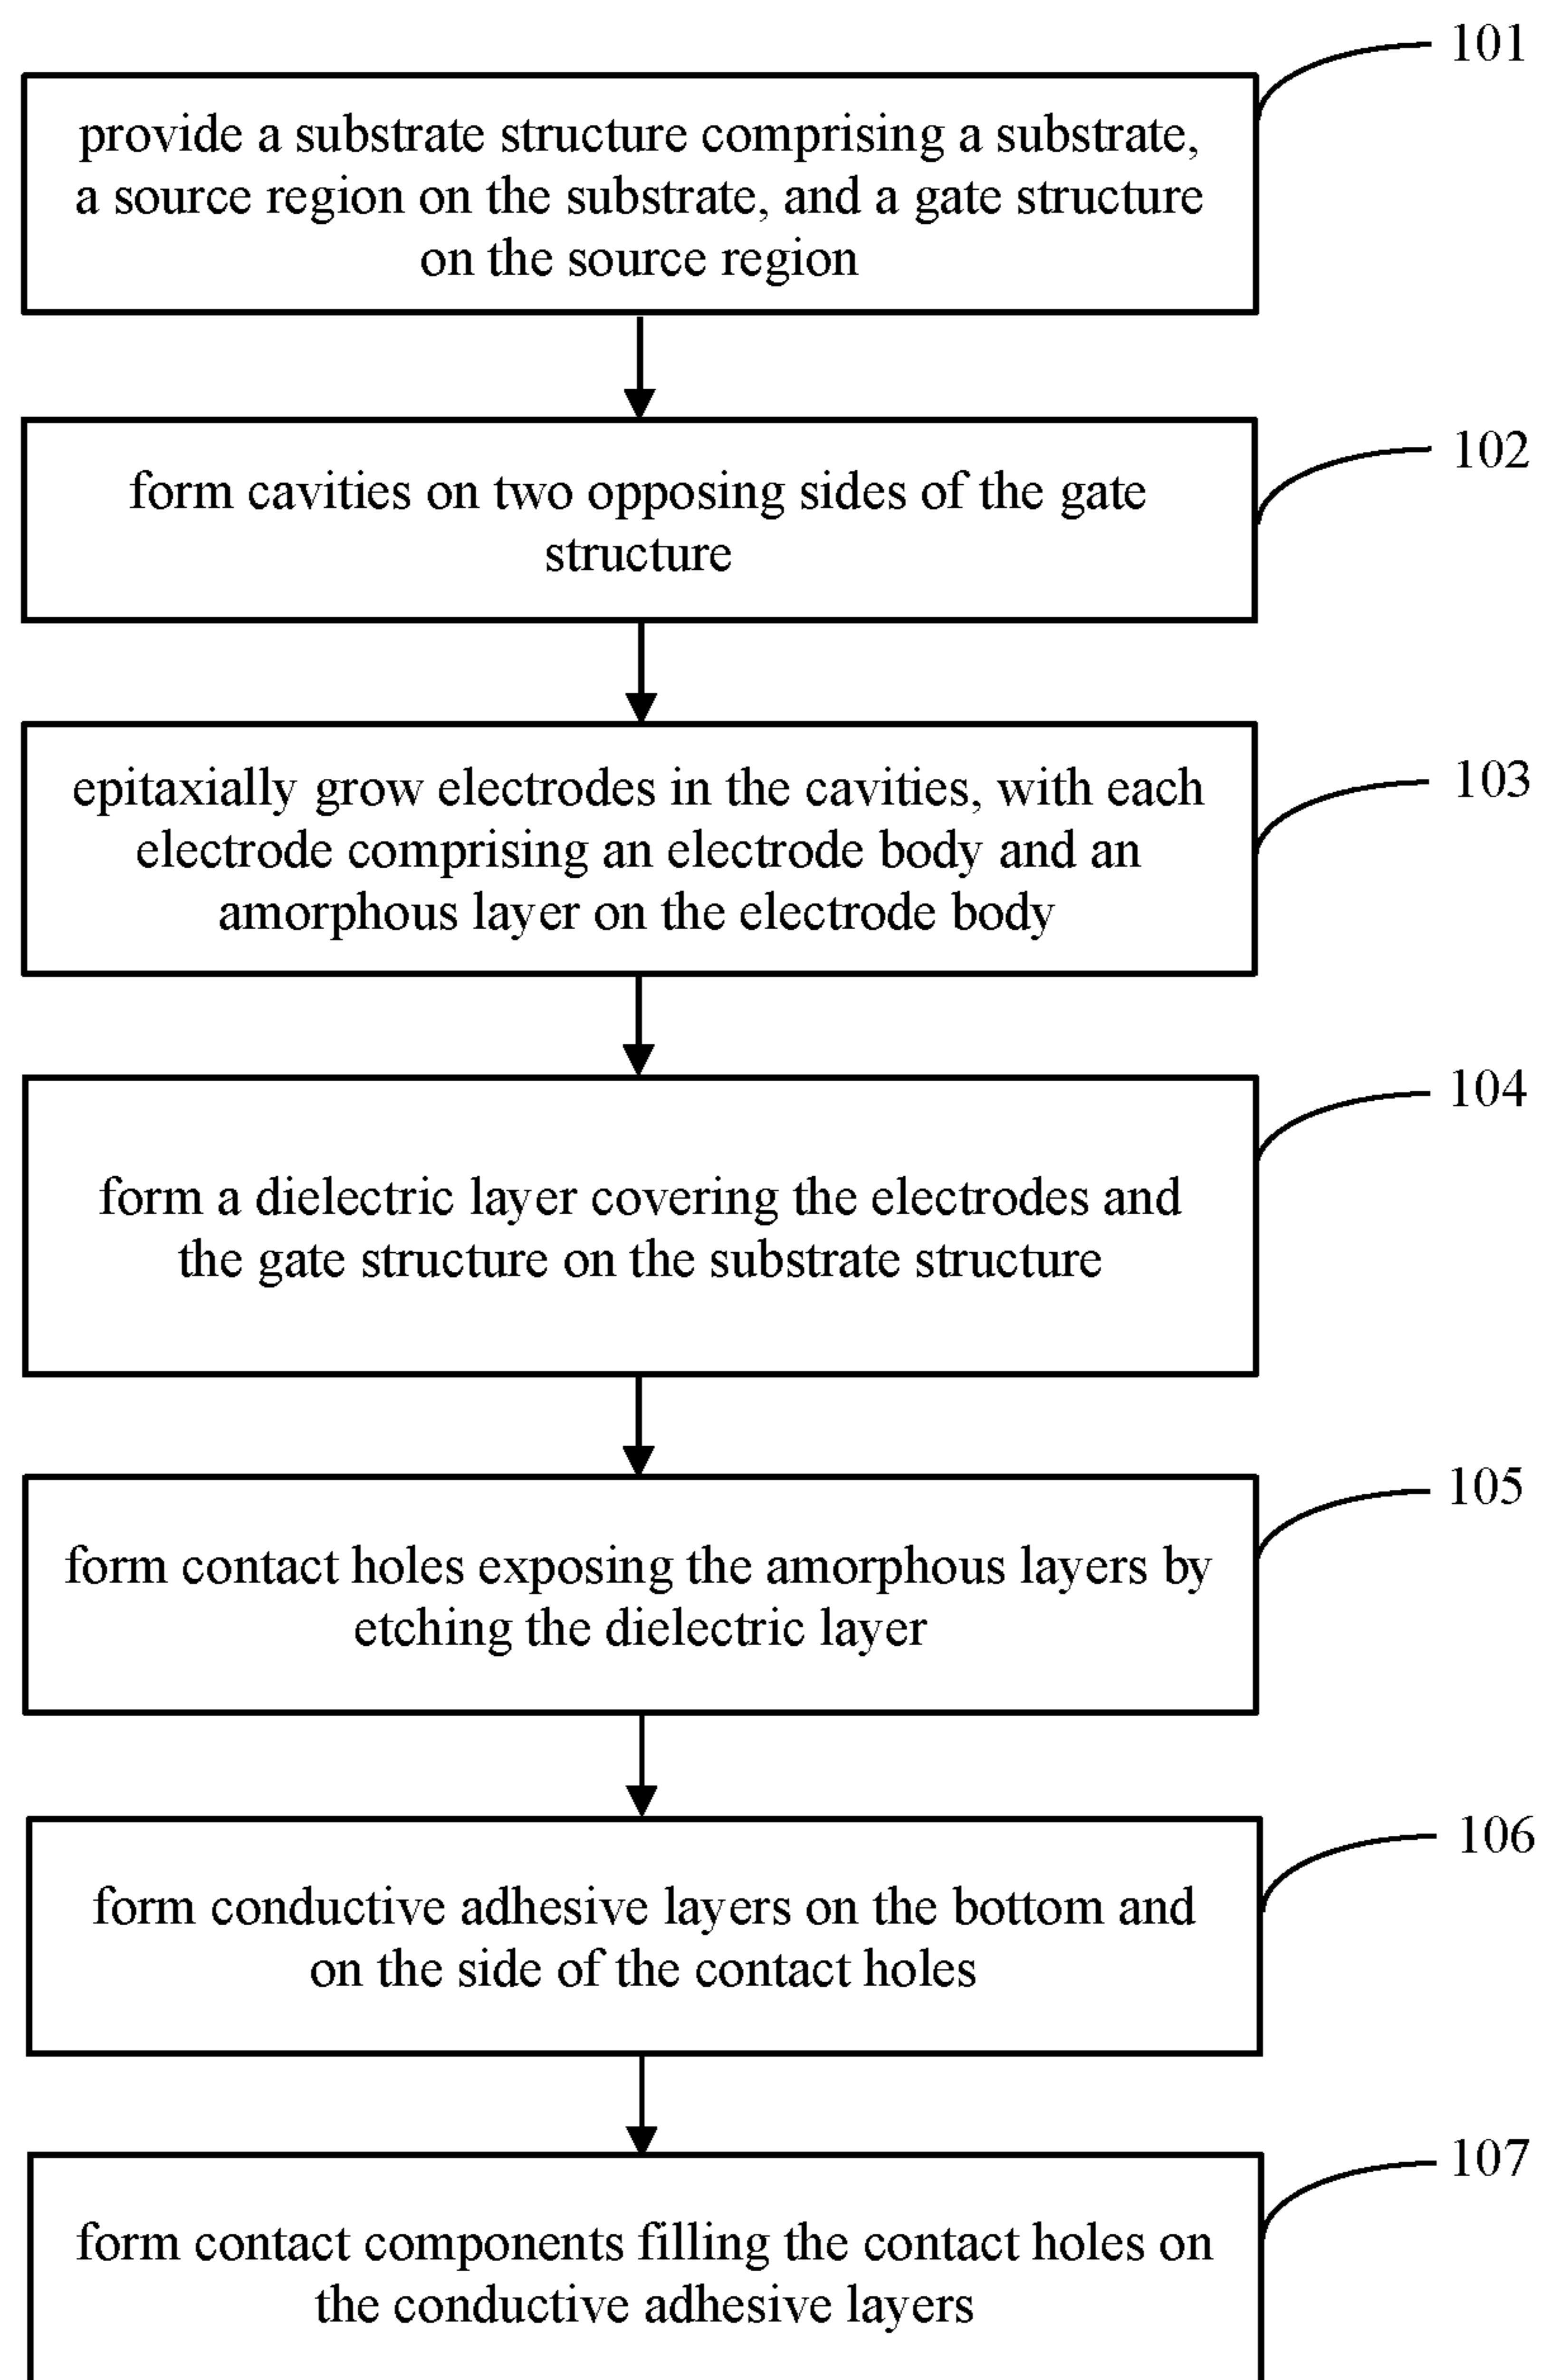 101
provide a substrate structure comprising a substrate,
a source region on the substrate, and a gate structure
on the source region
102
form cavities on two opposing sides of the gate
structure
103
epitaxially grow electrodes in the cavities, with each
electrode comprising an electrode body and an
amorphous layer on the electrode body
104
form a dielectric layer covering the electrodes and
the gate structure on the substrate structure
105
form contact holes exposing the amorphous layers by
etching the dielectric layer
106
form conductive adhesive layers on the bottom and
on the side of the contact holes
107
form contact components filling the contact holes on
the conductive adhesive layers